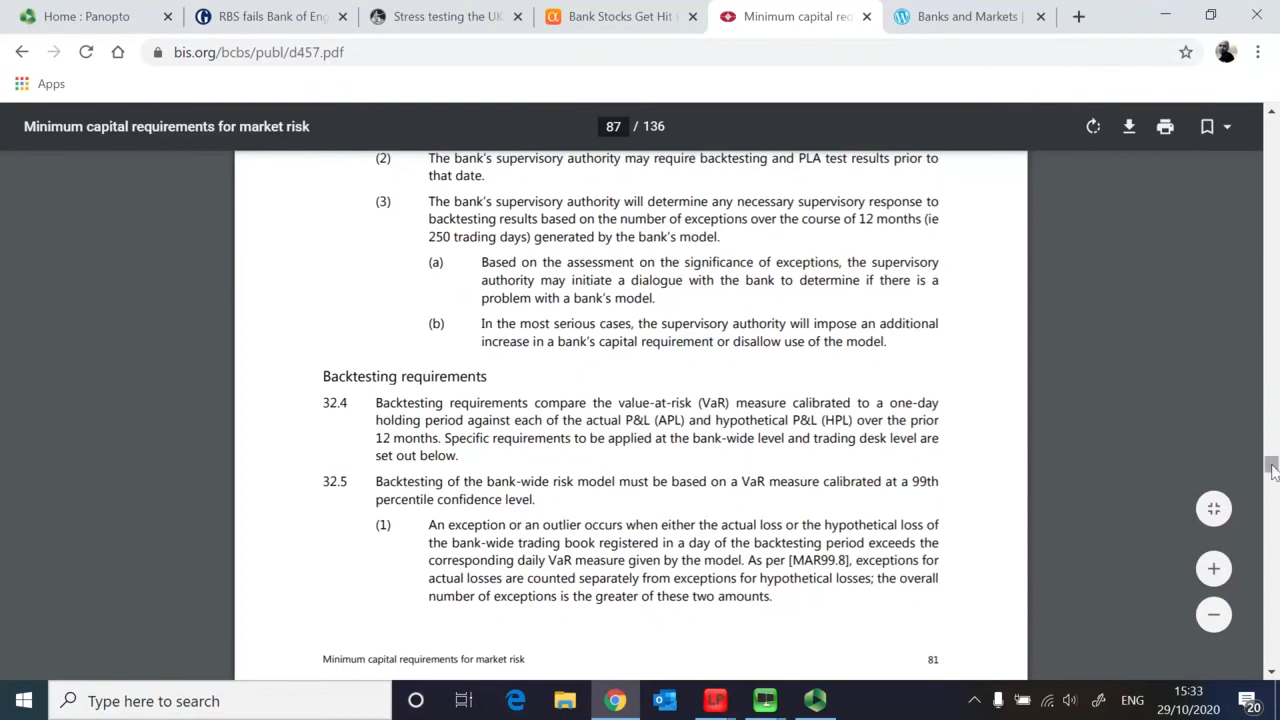 Home : Panopto
RBS fails Bank of Eng
Stress testing the UK
Bank Stocks Get Hit
Minimum capital req
Banks and Markets |
bis.org/bcbs/publ/d457.pdf
Apps
Minimum capital requirements for market risk
87 / 136
(2) The bank's supervisory authority may require backtesting and PLA test results prior to
that date.
(3) The bank's supervisory authority will determine any necessary supervisory response to
backtesting results based on the number of exceptions over the course of 12 months (ie
250 trading days) generated by the bank's model.
(a) Based on the assessment on the significance of exceptions, the supervisory
authority may initiate a dialogue with the bank to determine if there is a
problem with a bank's model.
(b) In the most serious cases, the supervisory authority will impose an additional
increase in a bank's capital requirement or disallow use of the model.
Backtesting requirements
32.4 Backtesting requirements compare the value-at-risk (VaR) measure calibrated to a one-day
holding period against each of the actual P&L (APL) and hypothetical P&L (HPL) over the prior
12 months. Specific requirements to be applied at the bank-wide level and trading desk level are
set out below.
32.5 Backtesting of the bank-wide risk model must be based on a VaR measure calibrated at a 99th
percentile confidence level.
(1) An exception or an outlier occurs when either the actual loss or the hypothetical loss of
the bank-wide trading book registered in a day of the backtesting period exceeds the
corresponding daily VaR measure given by the model. As per [MAR99.8], exceptions for
actual losses are counted separately from exceptions for hypothetical losses; the overall
number of exceptions is the greater of these two amounts.
Minimum capital requirements for market risk 81
Type here to search
ENG
15:33
29/10/2020
20